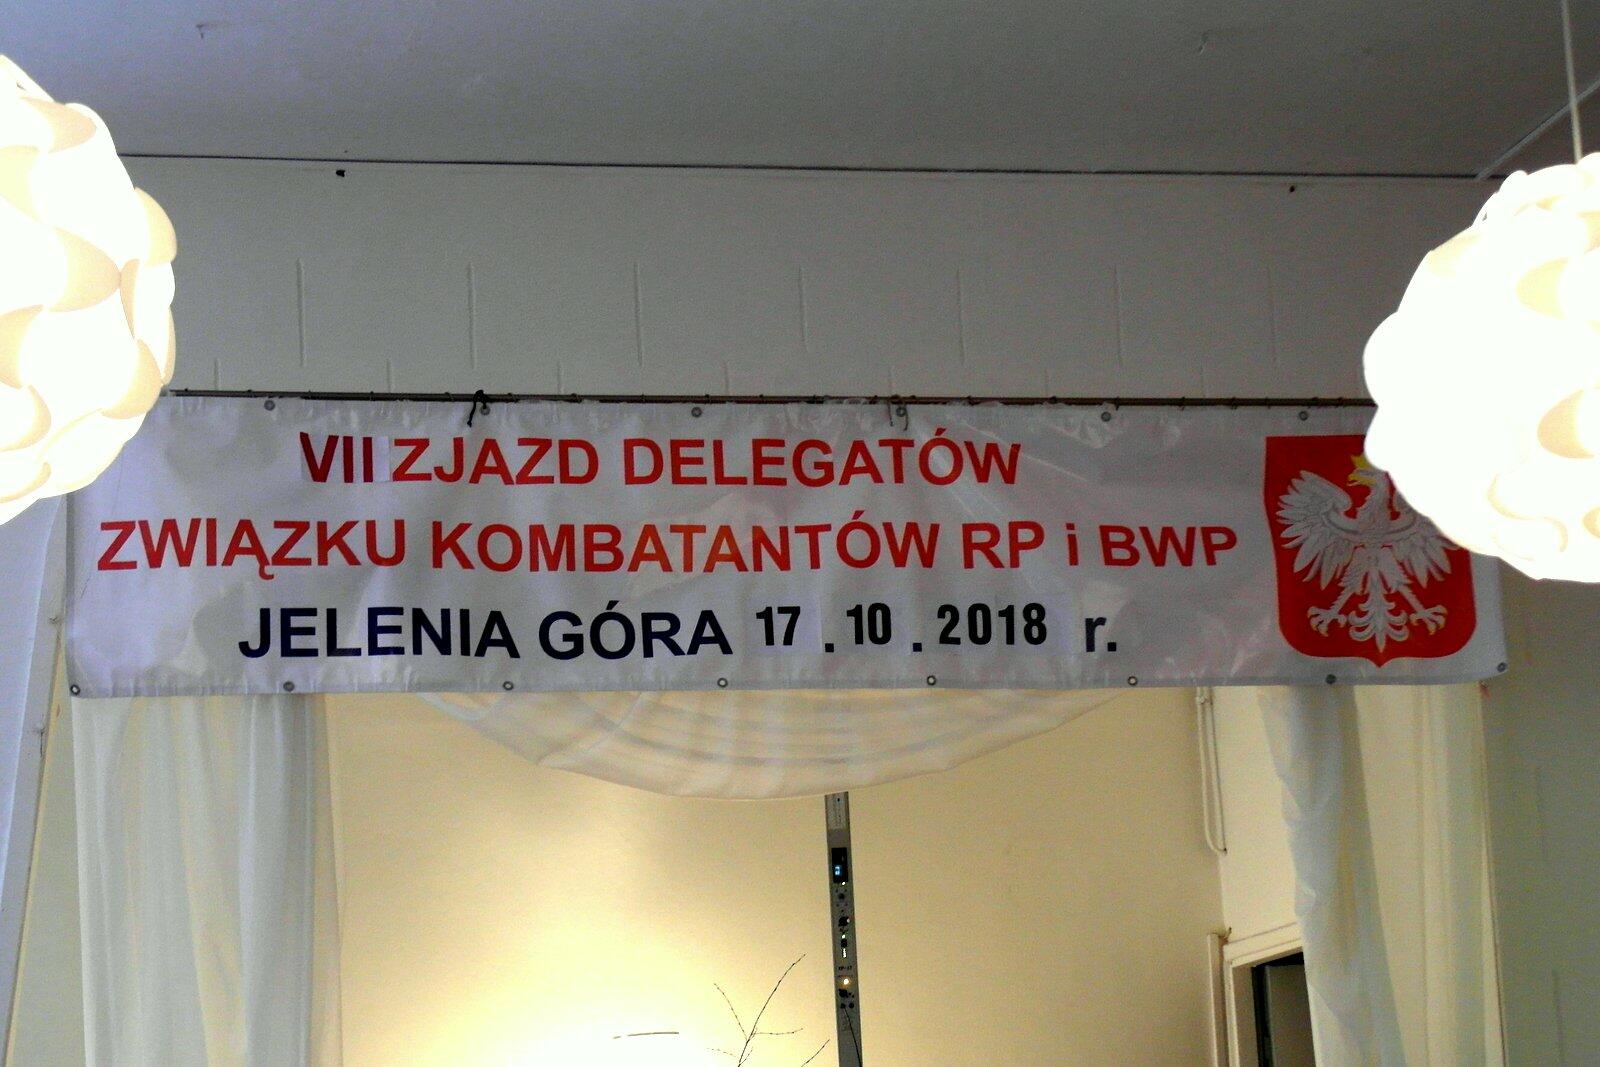 VII ZJAZD DELEGATÓW
ZWIĄZKU KOMBATANTÓW RP i BWP
JELENIA GÓRA 17 . 10 . 2018 r.